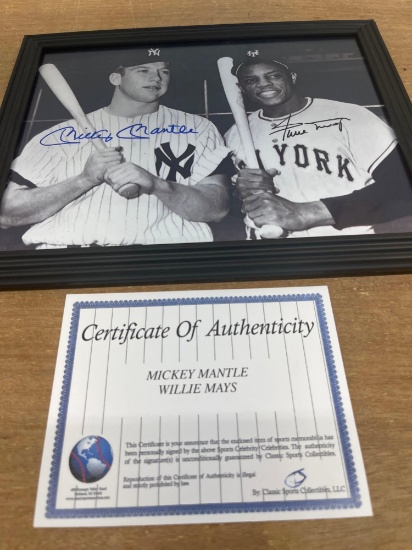 Mickey Mantle
Willie Mays
YORK
Certificate Of Authenticity
MICKEY MANTLE
WILLIE MAYS
This Certificate is your assurance that the enclosed item of sports memorabilia has
been personally signed by the above Sports Celebrity/ Celebrities. The authenticity
of the signature(s) is unconditionally guaranteed by Classic Sports Collectibles.
Reproduction of this Certificate of Authenticity is illegal
and strictly prohibited by law.
By: Classic Sports Collectibles, LLC